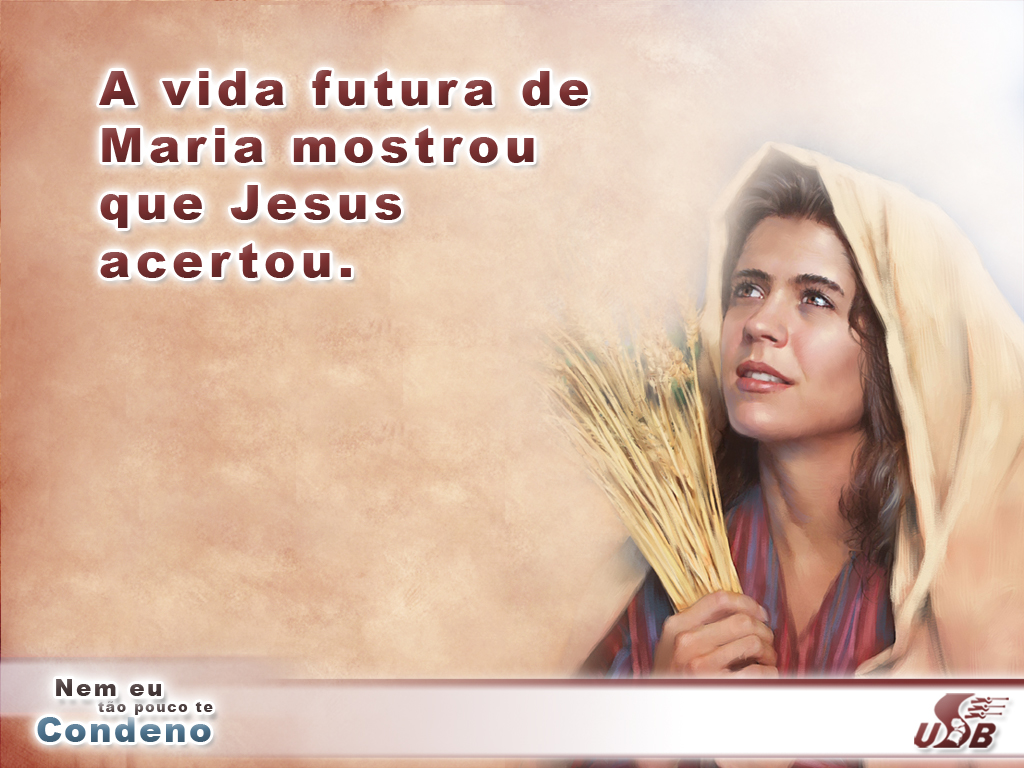 A vida futura de
Maria mostrou
que Jesus
acertou.
Nem eu
tão pouco te
Condeno
USB